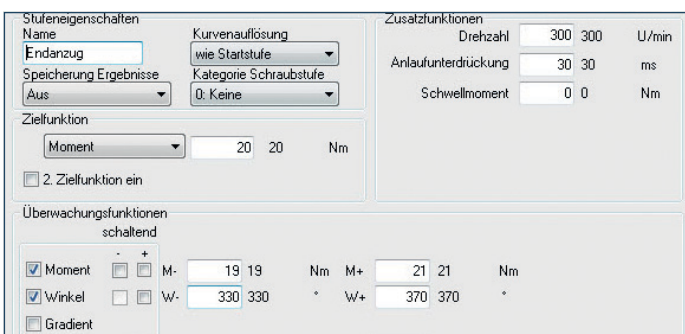 Stufeneigenschaften
Name
Kurvenauflösung
Endanzug
wie Startstufe
Speicherung Ergebnisse
Kategorie Schraubstufe
Aus
0: Keine
Zielfunktion
Moment
20 20 Nm
2. Zielfunktion ein
Zusatzfunktionen
Drehzahl 300 300 U/min
Anlaufunterdrückung 30 30 ms
Schwellmoment 0 0 Nm
Überwachungsfunktionen
schaltend
- +
Moment M- 19 19 Nm M+ 21 21 Nm
Winkel W- 330 330 ° W+ 370 370 °
Gradient